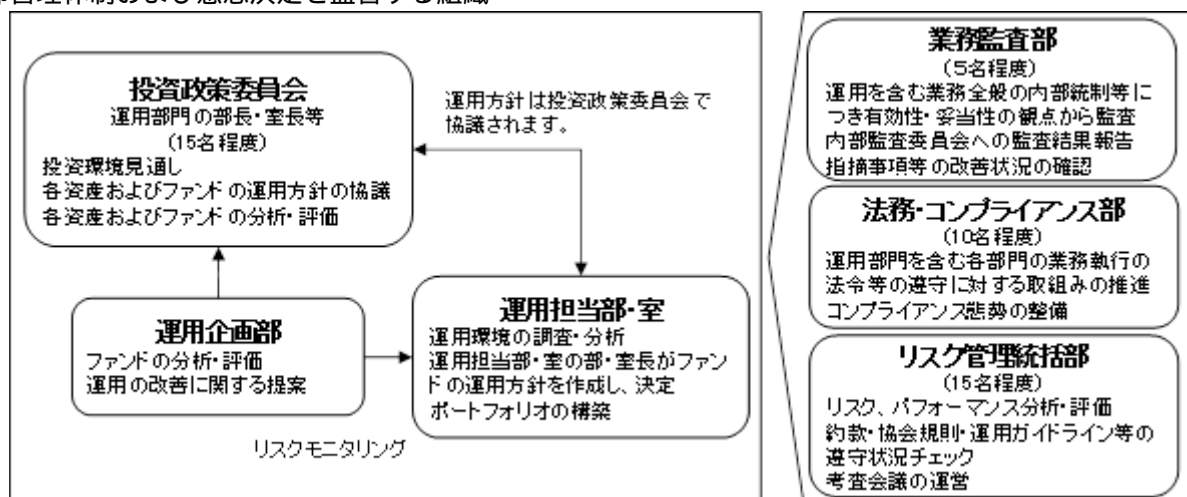 投資政策委員会
運用部門の部長・室長等
(15名程度)
投資環境見通し
各資産およびファンドの運用方針の協議
各資産およびファンドの分析・評価
運用方針は投資政策委員会で
協議されます。
運用企画部
ファンドの分析・評価
運用の改善に関する提案
運用担当部・室
運用環境の調査・分析
運用担当部・室の部・室長がファン
ドの運用方針を作成し、決定
ポートフォリオの構築
リスクモニタリング
業務監査部
(5名程度)
運用を含む業務全般の内部統制等に
つき有効性・妥当性の観点から監査
内部監査委員会への監査結果報告
指摘事項等の改善状況の確認
法務・コンプライアンス部
(10名程度)
運用部門を含む各部門の業務執行の
法令等の遵守に対する取組みの推進
コンプライアンス態勢の整備
リスク管理統括部
(15名程度)
リスク、パフォーマンス分析・評価
約款・協会規則・運用ガイドライン等の
遵守状況チェック
考査会議の運営